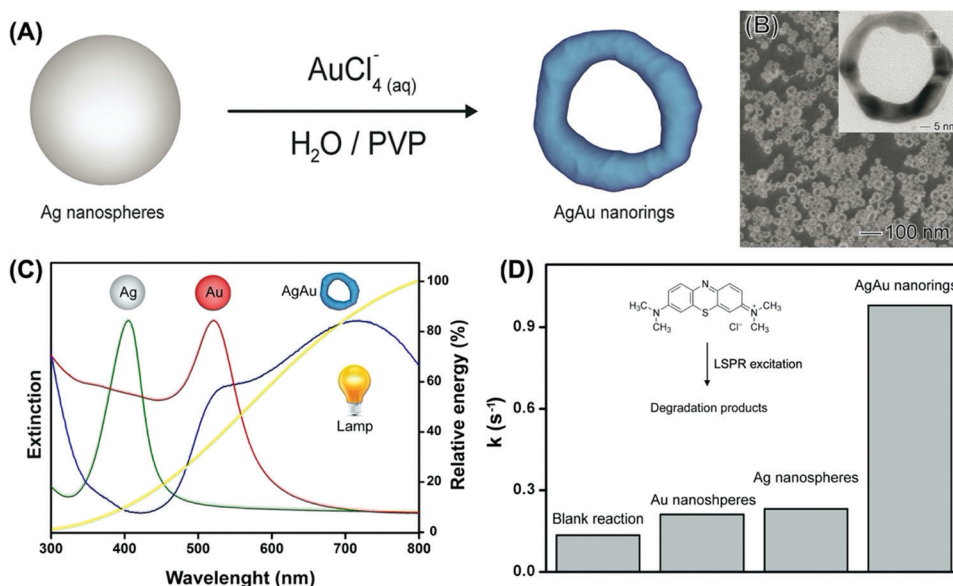 (A)
AuCl₄⁻ (aq)
H₂O / PVP
Ag nanospheres
AgAu nanorings
(B)
5 nm
100 nm
(C)
Ag
Au
AgAu
Lamp
Extinction
Relative energy (%)
100
80
60
40
20
10
0
300 400 500 600 700 800
Wavelenght (nm)
(D)
AgAu nanorings
H₃C
N
CH₃
N
S
N⁺
CH₃
CH₃
Cl⁻
LSPR excitation
Degradation products
Ag nanospheres
Au nanoshperes
Blank reaction
k (s⁻¹)
0.9
0.6
0.3
0.0